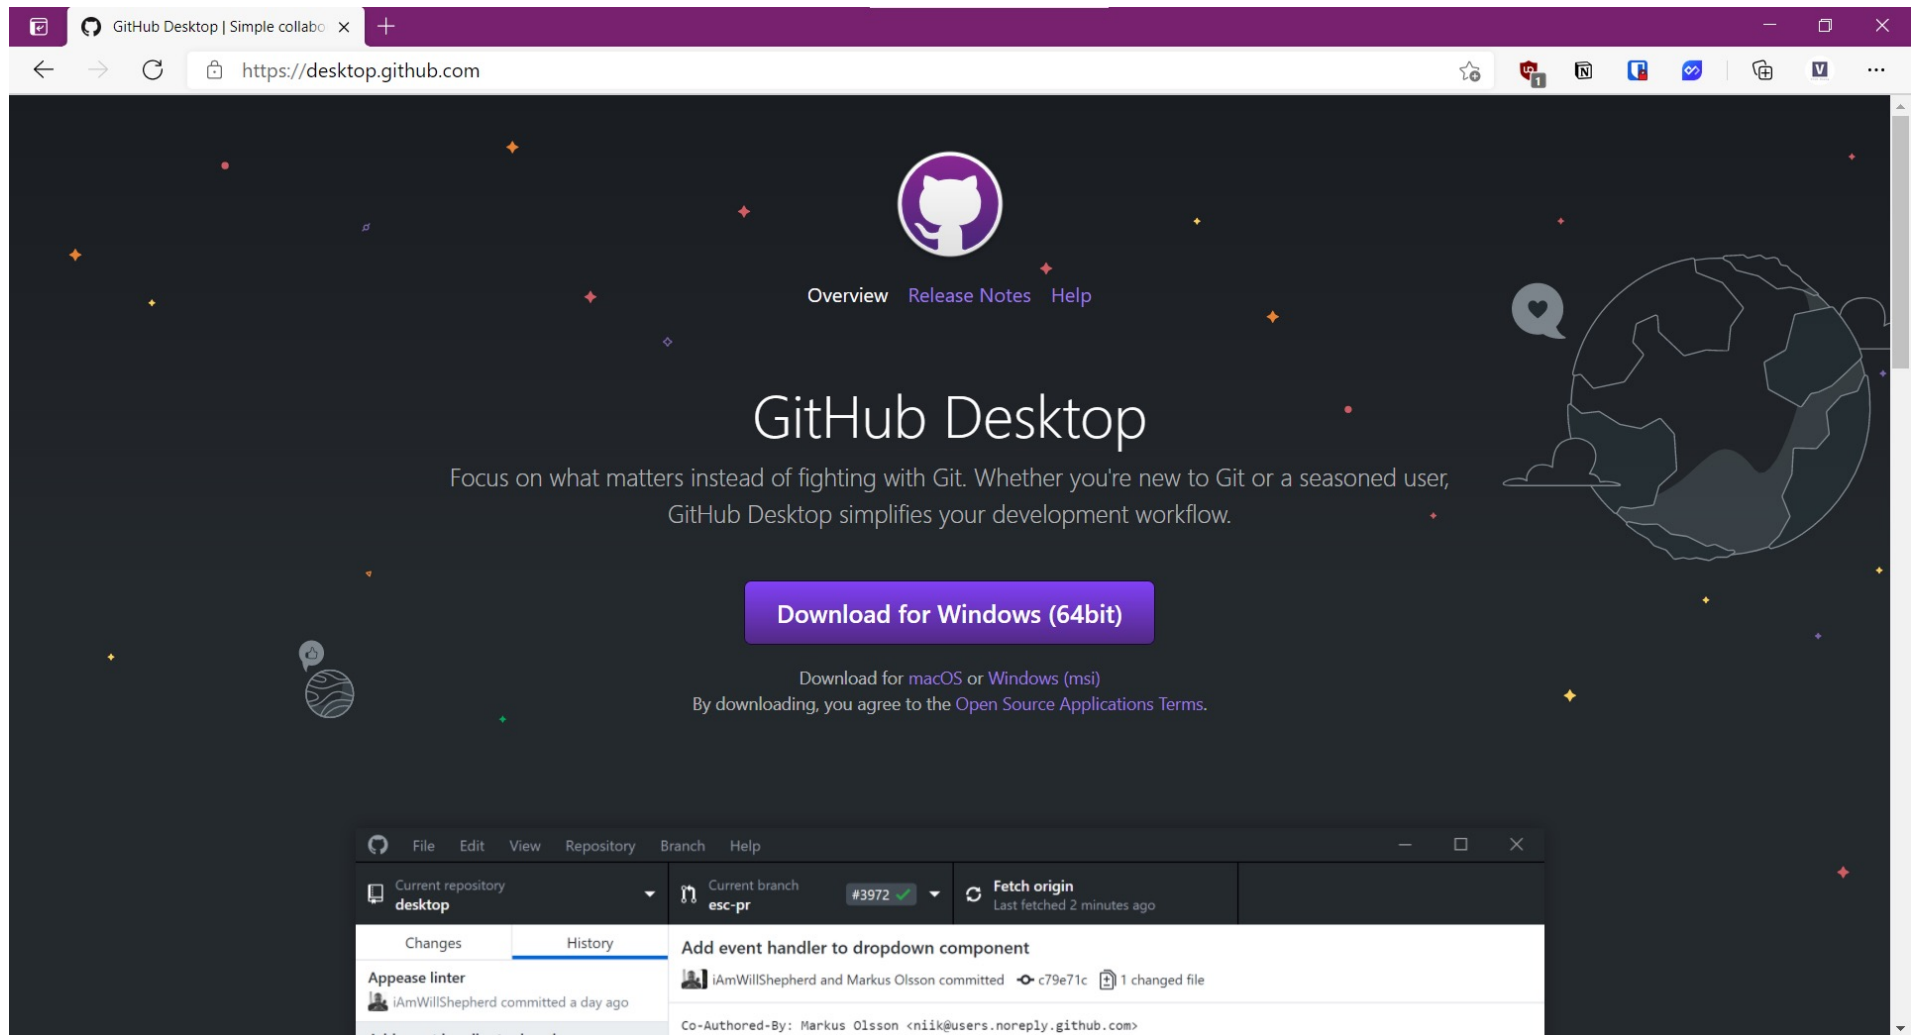 GitHub Desktop | Simple collabo
https://desktop.github.com
1
N
V
Overview Release Notes Help
GitHub Desktop
Focus on what matters instead of fighting with Git. Whether you're new to Git or a seasoned user,
GitHub Desktop simplifies your development workflow.
Download for Windows (64bit)
Download for macOS or Windows (msi)
By downloading, you agree to the Open Source Applications Terms.
File Edit View Repository Branch Help
Current repository
desktop
Current branch
esc-pr
#3972
Fetch origin
Last fetched 2 minutes ago
Changes History
Appease linter
iAmWillShepherd committed a day ago
Add event handler to dropdown component
iAmWillShepherd and Markus Olsson committed c79e71c 1 changed file
Co-Authored-By: Markus Olsson <niik@users.noreply.github.com>